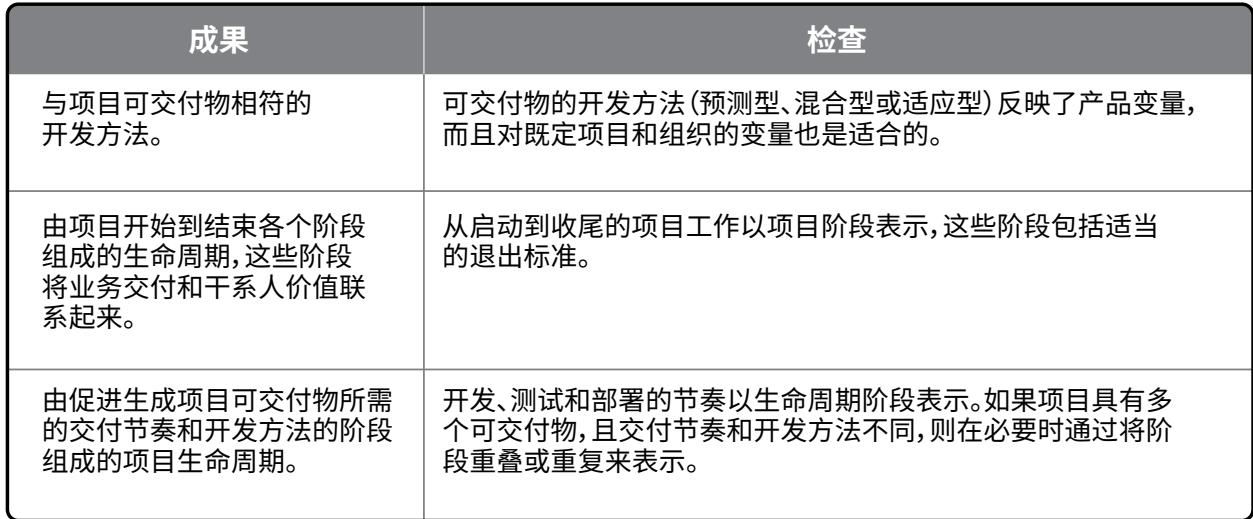 成果
检查
与项目可交付物相符的
开发方法。
可交付物的开发方法(预测型、混合型或适应型)反映了产品变量,
而且对既定项目和组织的变量也是适合的。
由项目开始到结束各个阶段
组成的生命周期,这些阶段
将业务交付和干系人价值联
系起来。
从启动到收尾的项目工作以项目阶段表示,这些阶段包括适当
的退出标准。
由促进生成项目可交付物所需
的交付节奏和开发方法的阶段
组成的项目生命周期。
开发、测试和部署的节奏以生命周期阶段表示。如果项目具有多
个可交付物,且交付节奏和开发方法不同,则在必要时通过将阶
段重叠或重复来表示。